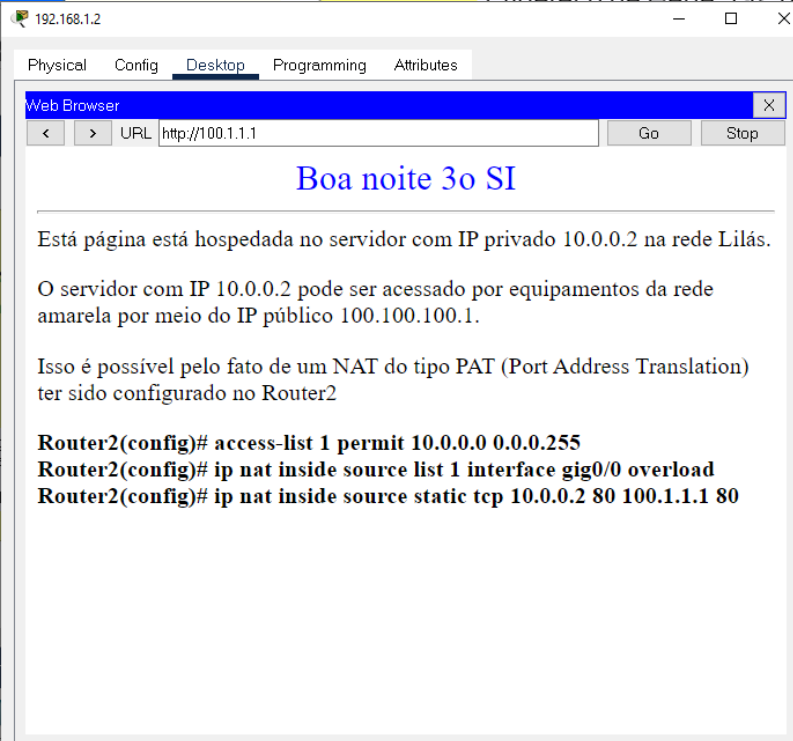 192.168.1.2
Physical Config Desktop Programming Attributes
Web Browser X
< > URL http://100.1.1.1 Go Stop
Boa noite 3o SI
Está página está hospedada no servidor com IP privado 10.0.0.2 na rede Lilás.
O servidor com IP 10.0.0.2 pode ser acessado por equipamentos da rede
amarela por meio do IP público 100.100.100.1.
Isso é possível pelo fato de um NAT do tipo PAT (Port Address Translation)
ter sido configurado no Router2
Router2(config)# access-list 1 permit 10.0.0.0 0.0.0.255
Router2(config)# ip nat inside source list 1 interface gig0/0 overload
Router2(config)# ip nat inside source static tcp 10.0.0.2 80 100.1.1.1 80